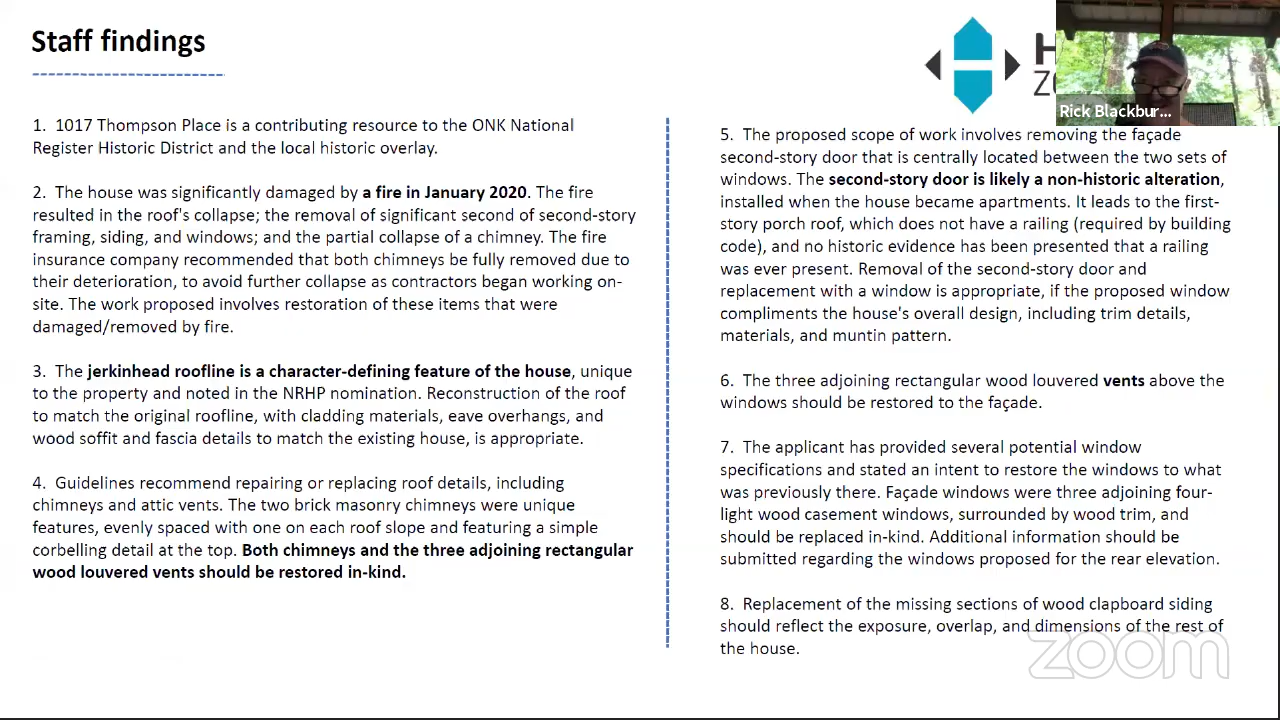 Staff findings
Rick Blackbur...
1. 1017 Thompson Place is a contributing resource to the ONK National
Register Historic District and the local historic overlay.
2. The house was significantly damaged by a fire in January 2020. The fire
resulted in the roof's collapse; the removal of significant second of second-story
framing, siding, and windows; and the partial collapse of a chimney. The fire
insurance company recommended that both chimneys be fully removed due to
their deterioration, to avoid further collapse as contractors began working on-
site. The work proposed involves restoration of these items that were
damaged/removed by fire.
3. The jerkinhead roofline is a character-defining feature of the house, unique
to the property and noted in the NRHP nomination. Reconstruction of the roof
to match the original roofline, with cladding materials, eave overhangs, and
wood soffit and fascia details to match the existing house, is appropriate.
4. Guidelines recommend repairing or replacing roof details, including
chimneys and attic vents. The two brick masonry chimneys were unique
features, evenly spaced with one on each roof slope and featuring a simple
corbelling detail at the top. Both chimneys and the three adjoining rectangular
wood louvered vents should be restored in-kind.
5. The proposed scope of work involves removing the façade
second-story door that is centrally located between the two sets of
windows. The second-story door is likely a non-historic alteration,
installed when the house became apartments. It leads to the first-
story porch roof, which does not have a railing (required by building
code), and no historic evidence has been presented that a railing
was ever present. Removal of the second-story door and
replacement with a window is appropriate, if the proposed window
compliments the house's overall design, including trim details,
materials, and muntin pattern.
6. The three adjoining rectangular wood louvered vents above the
windows should be restored to the façade.
7. The applicant has provided several potential window
specifications and stated an intent to restore the windows to what
was previously there. Façade windows were three adjoining four-
light wood casement windows, surrounded by wood trim, and
should be replaced in-kind. Additional information should be
submitted regarding the windows proposed for the rear elevation.
8. Replacement of the missing sections of wood clapboard siding
should reflect the exposure, overlap, and dimensions of the rest of
the house.
zoom